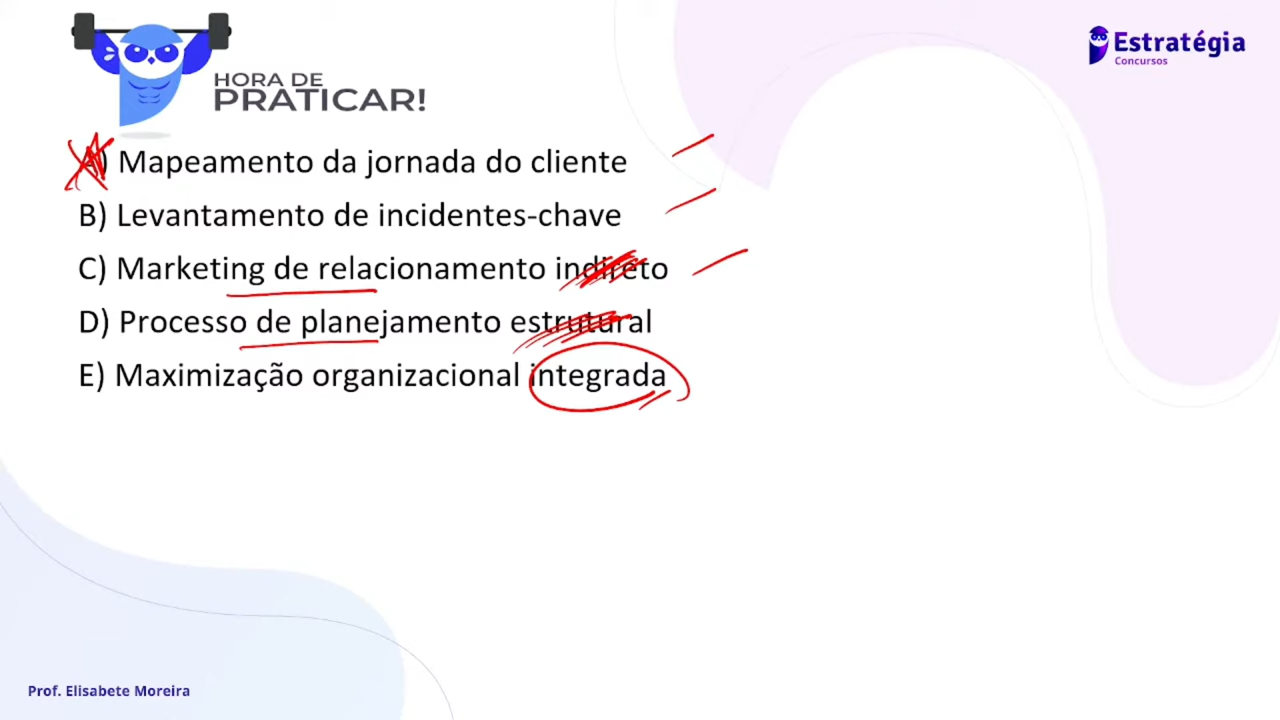 HORA DE
PRATICAR!
Estratégia
Concursos
A) Mapeamento da jornada do cliente
B) Levantamento de incidentes-chave
C) Marketing de relacionamento indireto
D) Processo de planejamento estrutural
E) Maximização organizacional integrada
Prof. Elisabete Moreira